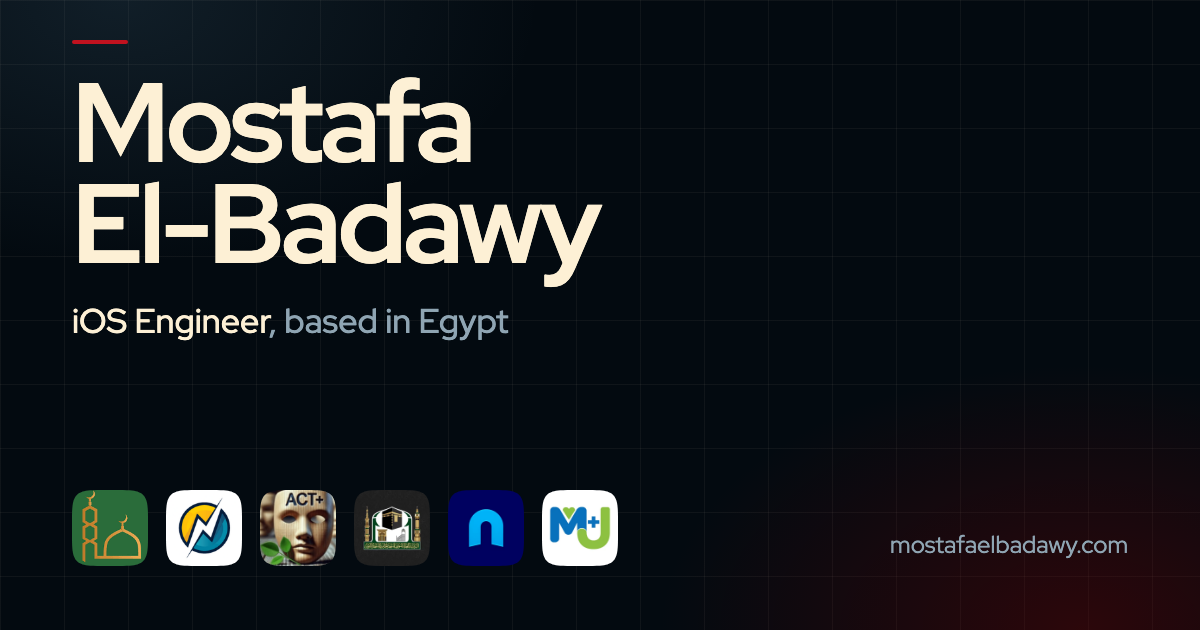 Mostafa
El-Badawy
iOS Engineer, based in Egypt
ACT+
M+J
mostafaelbadawy.com